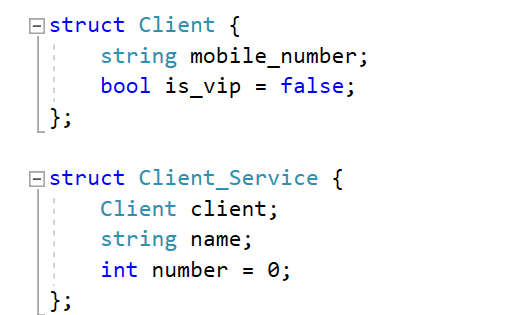 struct Client {
string mobile_number;
bool is_vip = false;
};
struct Client_Service {
Client client;
string name;
int number = 0;
};